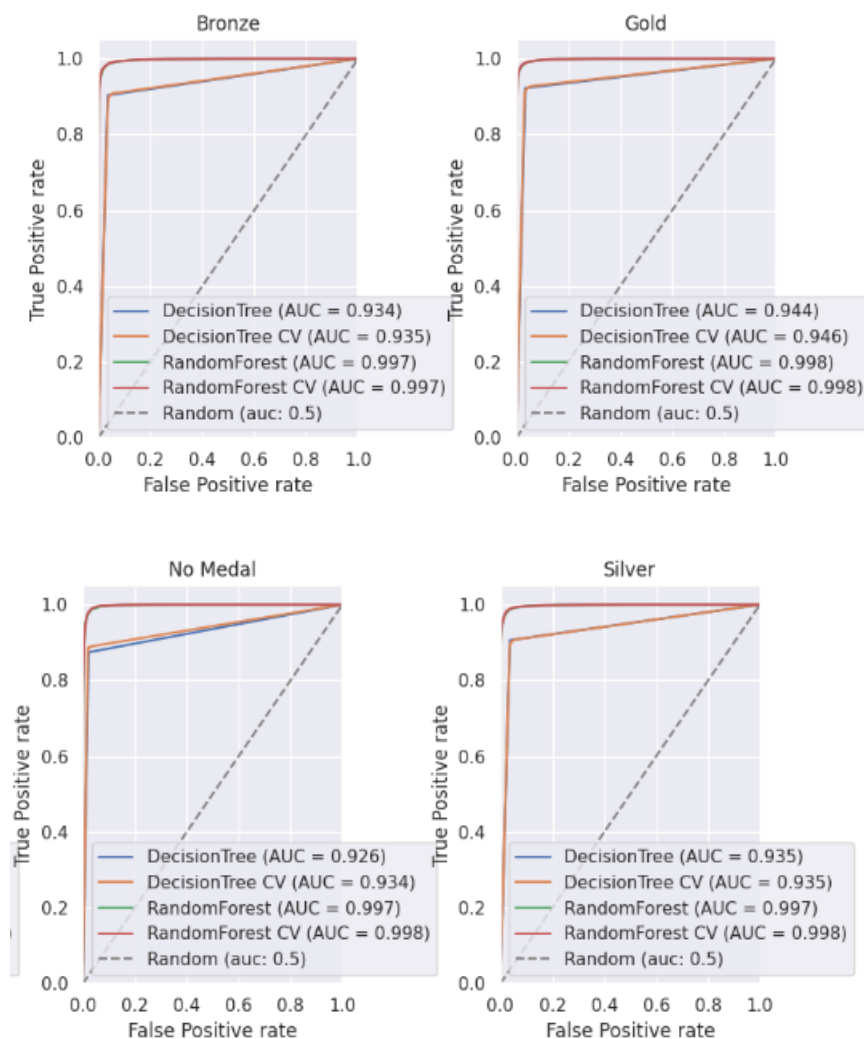 Bronze
1.0
0.8
0.6
0.4
0.2
0.0
True Positive rate
DecisionTree (AUC = 0.934)
DecisionTree CV (AUC = 0.935)
RandomForest (AUC = 0.997)
RandomForest CV (AUC = 0.997)
Random (auc: 0.5)
0.0 0.2 0.4 0.6 0.8 1.0
False Positive rate
Gold
1.0
0.8
0.6
0.4
0.2
0.0
True Positive rate
DecisionTree (AUC = 0.944)
DecisionTree CV (AUC = 0.946)
RandomForest (AUC = 0.998)
RandomForest CV (AUC = 0.998)
Random (auc: 0.5)
0.0 0.2 0.4 0.6 0.8 1.0
False Positive rate
No Medal
1.0
0.8
0.6
0.4
0.2
0.0
True Positive rate
DecisionTree (AUC = 0.926)
DecisionTree CV (AUC = 0.934)
RandomForest (AUC = 0.997)
RandomForest CV (AUC = 0.998)
Random (auc: 0.5)
0.0 0.2 0.4 0.6 0.8 1.0
False Positive rate
Silver
1.0
0.8
0.6
0.4
0.2
0.0
True Positive rate
DecisionTree (AUC = 0.935)
DecisionTree CV (AUC = 0.935)
RandomForest (AUC = 0.997)
RandomForest CV (AUC = 0.998)
Random (auc: 0.5)
0.0 0.2 0.4 0.6 0.8 1.0
False Positive rate